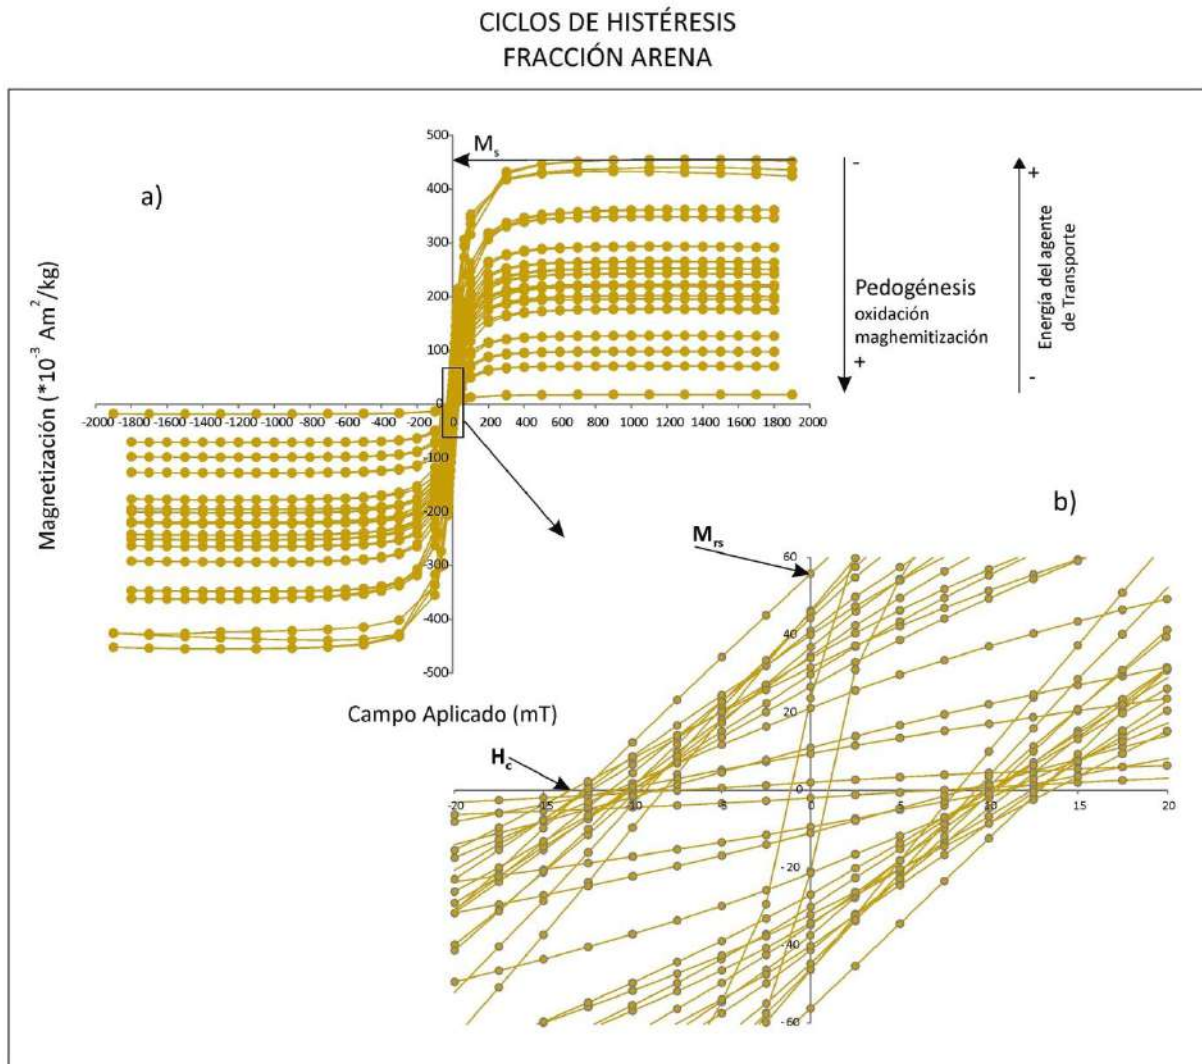 CICLOS DE HISTÉRESIS
FRACCIÓN ARENA
a)
Magnetización (*10⁻³ Am²/kg)
500
400
300
200
100
0
-100
-200
-300
-400
-500
-2000 -1800 -1600 -1400 -1200 -1000 -800 -600 -400 -200 0 200 400 600 800 1000 1200 1400 1600 1800 2000
Mₛ
-
Pedogénesis
oxidación
maghemitización
+
+
Energía del agente
de Transporte
-
Campo Aplicado (mT)
b)
Mᵣₛ
H꜀
60
40
20
0
-20
-40
-60
-20 -15 -10 -5 0 5 10 15 20